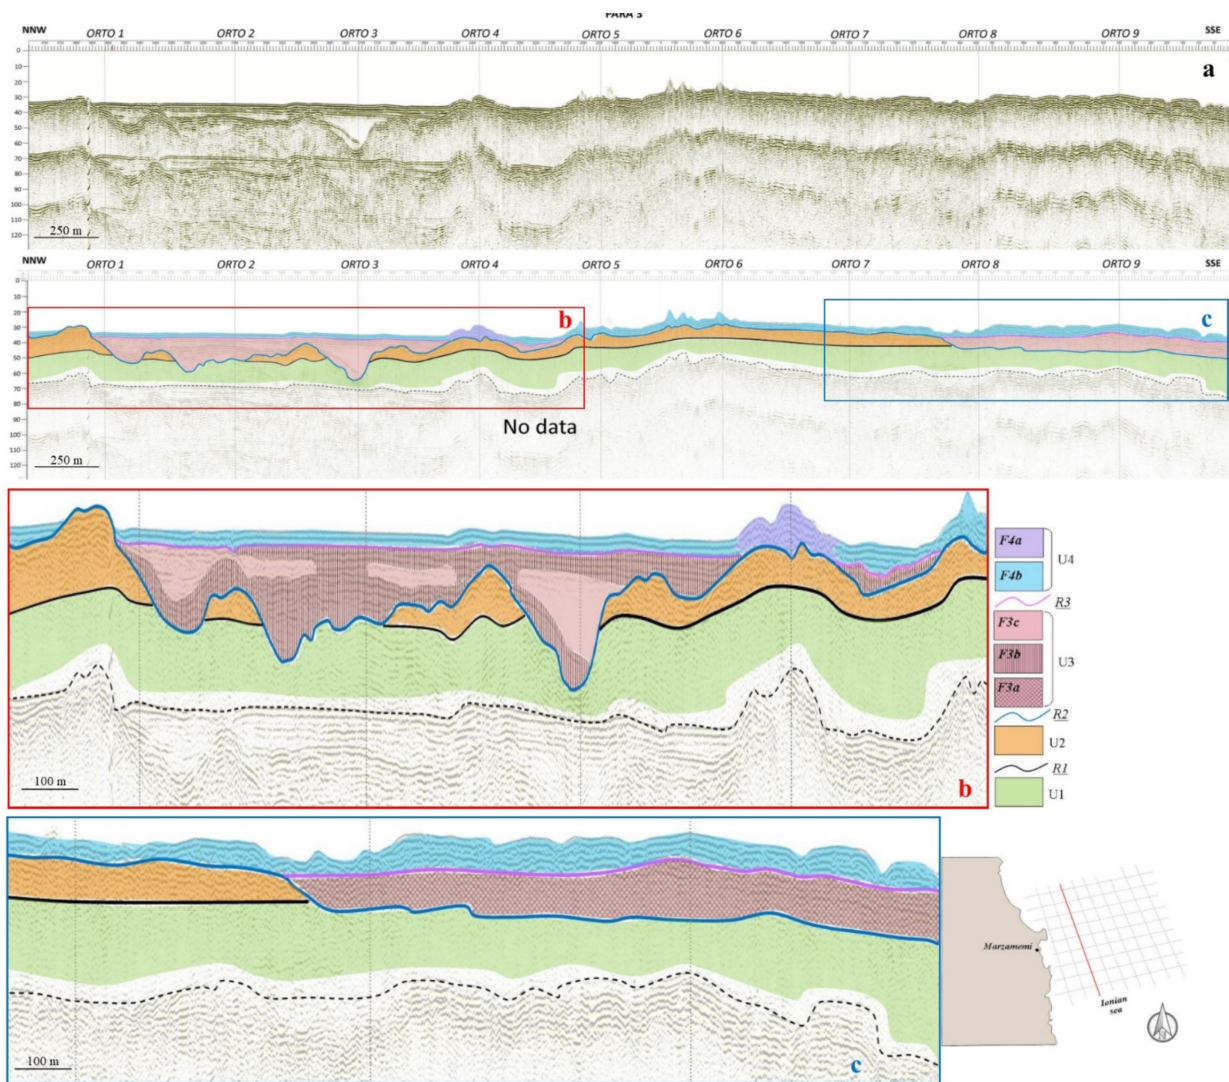 PARA 3
NNW ORTO 1 ORTO 2 ORTO 3 ORTO 4 ORTO 5 ORTO 6 ORTO 7 ORTO 8 ORTO 9 SSE
a
0
10
20
30
40
50
60
70
80
90
100
110
250 m
NNW ORTO 1 ORTO 2 ORTO 3 ORTO 4 ORTO 5 ORTO 6 ORTO 7 ORTO 8 ORTO 9 SSE
0
10
20
30
40
50
60
70
80
90
100
110
120
b
c
No data
250 m
F4a
U4
F4b
R3
F3c
F3b
U3
F3a
R2
U2
R1
U1
100 m
b
Marzamemi
Ionian
sea
100 m
c